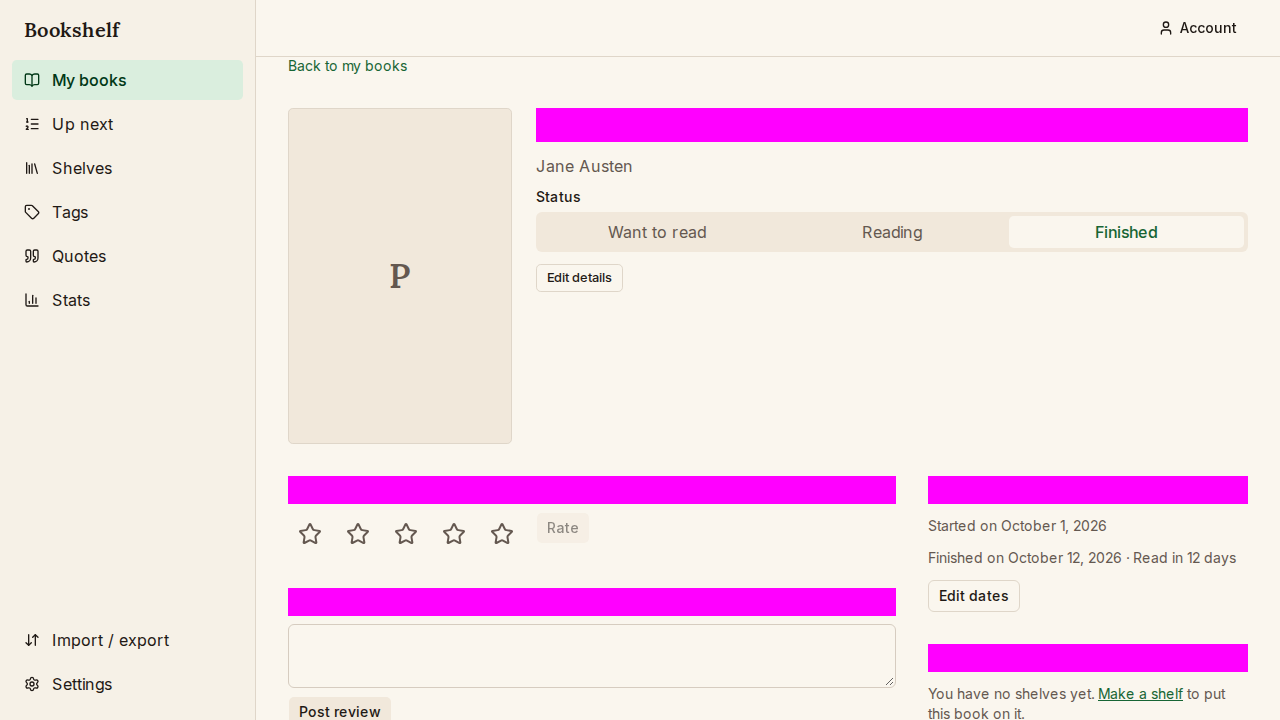 Bookshelf
Account
My books
Up next
Shelves
Tags
Quotes
Stats
Import / export
Settings
Back to my books
P
Jane Austen
Status
Want to read
Reading
Finished
Edit details
Rate
Post review
Started on October 1, 2026
Finished on October 12, 2026 · Read in 12 days
Edit dates
You have no shelves yet. Make a shelf to put
this book on it.